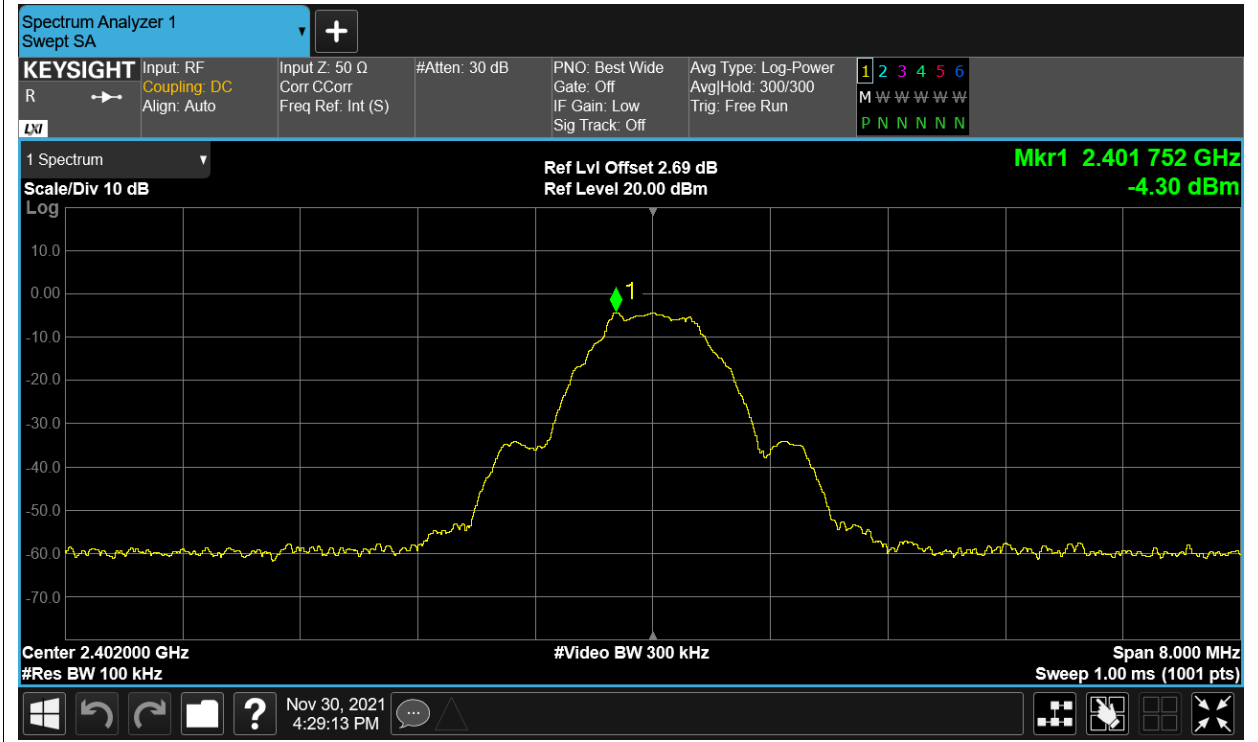 Spectrum Analyzer 1
Swept SA
KEYSIGHT
R
LXI
Input: RF
Coupling: DC
Align: Auto
Input Z: 50 Ω
Corr CCorr
Freq Ref: Int (S)
#Atten: 30 dB
PNO: Best Wide
Gate: Off
IF Gain: Low
Sig Track: Off
Avg Type: Log-Power
Avg|Hold: 300/300
Trig: Free Run
1 2 3 4 5 6
M W W W W W
P N N N N N
1 Spectrum
Scale/Div 10 dB
Log
Ref Lvl Offset 2.69 dB
Ref Level 20.00 dBm
Mkr1 2.401 752 GHz
-4.30 dBm
1
10.0
0.00
-10.0
-20.0
-30.0
-40.0
-50.0
-60.0
-70.0
Center 2.402000 GHz
#Video BW 300 kHz
Span 8.000 MHz
#Res BW 100 kHz
Sweep 1.00 ms (1001 pts)
?
Nov 30, 2021
4:29:13 PM